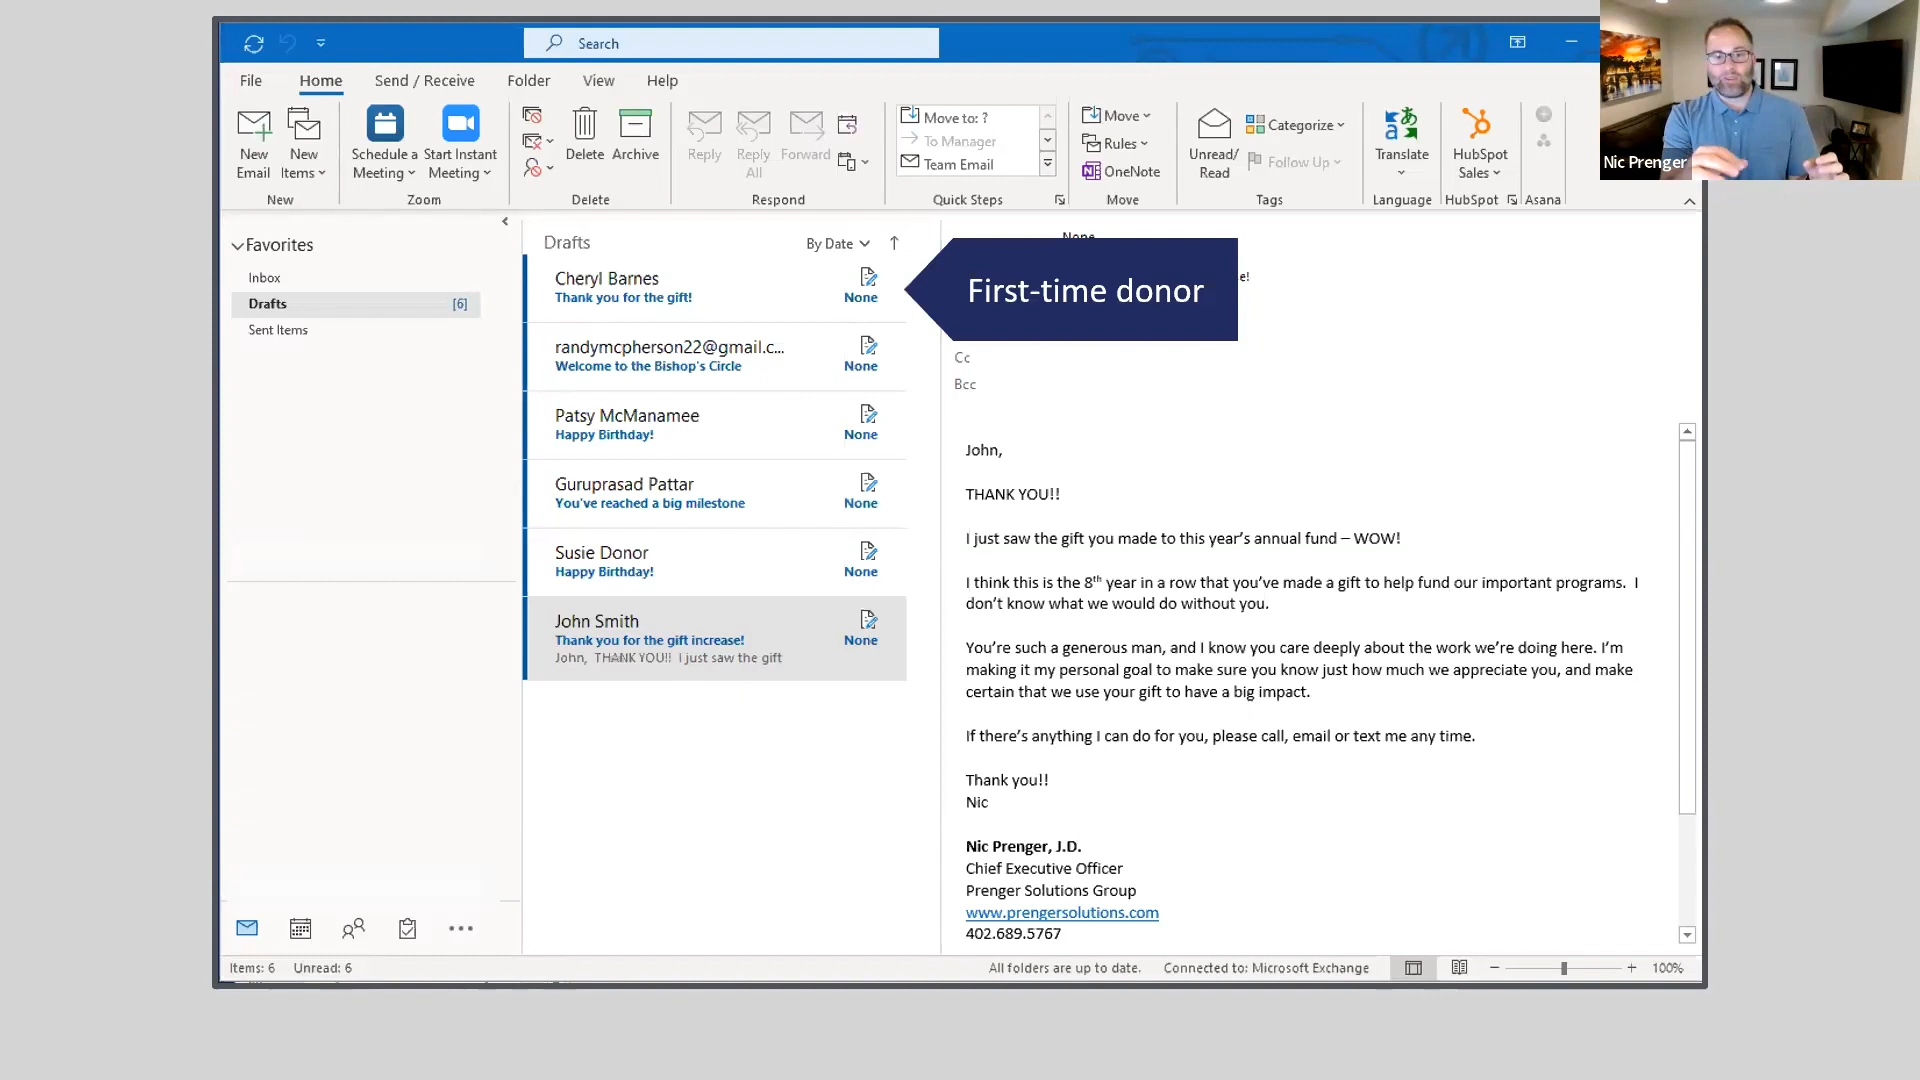 Search
Nic Prenger
File Home Send / Receive Folder View Help
New Email
New Items
New
Schedule a Meeting
Start Instant Meeting
Zoom
Delete
Archive
Delete
Reply
Reply All
Forward
Respond
Move to: ?
To Manager
Team Email
Quick Steps
Move
Rules
OneNote
Move
Unread/ Read
Categorize
Follow Up
Tags
Translate
Language
HubSpot Sales
HubSpot
Asana
Favorites
Inbox
Drafts [6]
Sent Items
Drafts By Date
Cheryl Barnes
Thank you for the gift! None
randymcpherson22@gmail.c...
Welcome to the Bishop's Circle None
Patsy McManamee
Happy Birthday! None
Guruprasad Pattar
You've reached a big milestone None
Susie Donor
Happy Birthday! None
John Smith
Thank you for the gift increase! None
John, THANK YOU!! I just saw the gift
None
First-time donor
Cc
Bcc
John,
THANK YOU!!
I just saw the gift you made to this year’s annual fund – WOW!
I think this is the 8th year in a row that you’ve made a gift to help fund our important programs. I
don’t know what we would do without you.
You’re such a generous man, and I know you care deeply about the work we’re doing here. I’m
making it my personal goal to make sure you know just how much we appreciate you, and make
certain that we use your gift to have a big impact.
If there’s anything I can do for you, please call, email or text me any time.
Thank you!!
Nic
Nic Prenger, J.D.
Chief Executive Officer
Prenger Solutions Group
www.prengersolutions.com
402.689.5767
Items: 6 Unread: 6
All folders are up to date. Connected to: Microsoft Exchange 100%